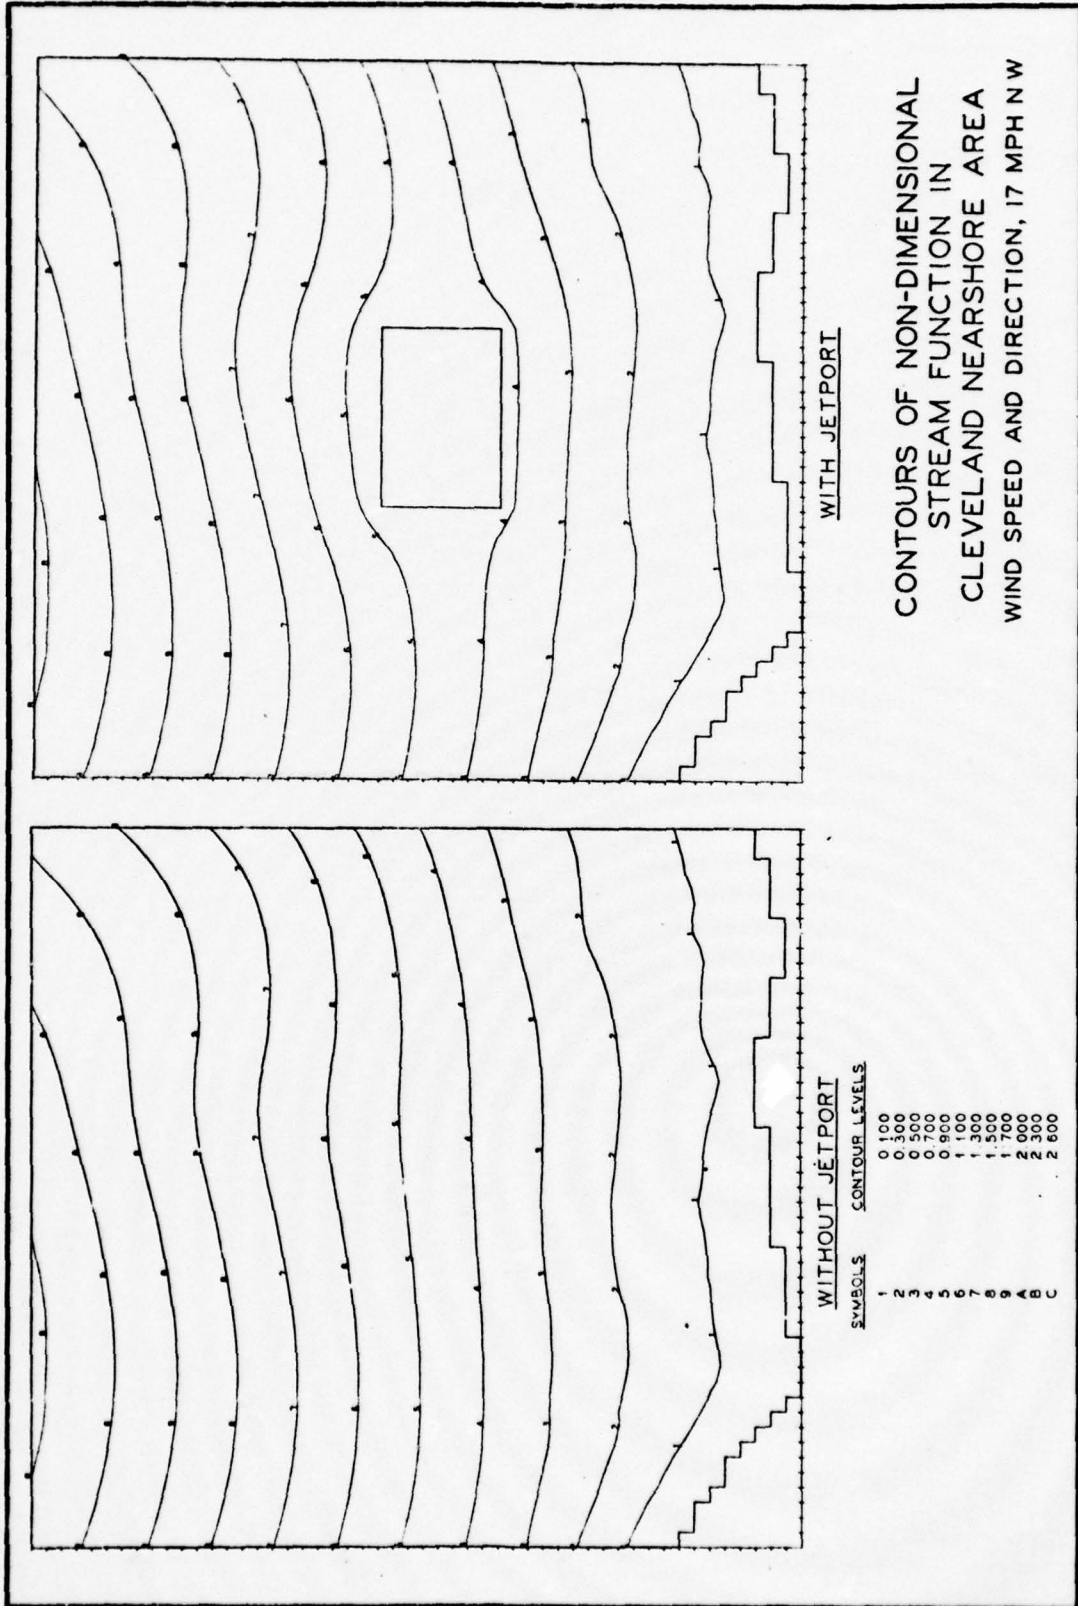 WITHOUT JETPORT
SYMBOLS CONTOUR LEVELS
1 0.100
2 0.300
3 0.500
4 0.700
5 0.900
6 1.100
7 1.300
8 1.500
9 1.700
A 2.000
B 2.300
C 2.600
WITH JETPORT
CONTOURS OF NON-DIMENSIONAL
STREAM FUNCTION IN
CLEVELAND NEARSHORE AREA
WIND SPEED AND DIRECTION, 17 MPH NW